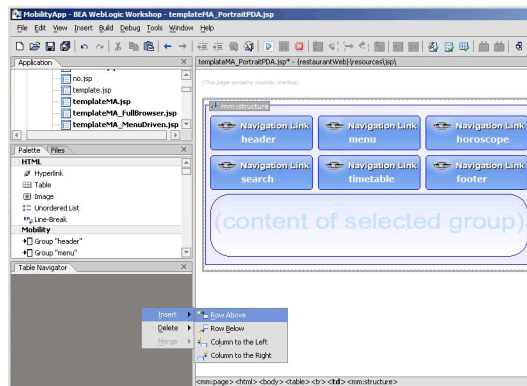 MobilityApp - BEA WebLogic Workshop - templateMA_PortraitPDA.jsp
File Edit View Insert Build Debug Tools Window Help
Application
templateMA_PortraitPDA.jsp* - {restaurantWeb}\resources\jsp\
no.jsp
template.jsp
templateMA.jsp
templateMA_FullBrowser.jsp
templateMA_MenuDriven.jsp
(This page contains mobility markup)
mm:structure
Navigation Link
header
Navigation Link
menu
Navigation Link
horoscope
Navigation Link
search
Navigation Link
timetable
Navigation Link
footer
(content of selected group)
Palette Files
HTML
Hyperlink
Table
Image
Unordered List
Line-Break
Mobility
Group "header"
Group "menu"
Table Navigator
Insert
Delete
Merge
Row Above
Row Below
Column to the Left
Column to the Right
<mm:page> <html> <body> <table> <tr> <td> <mm:structure>